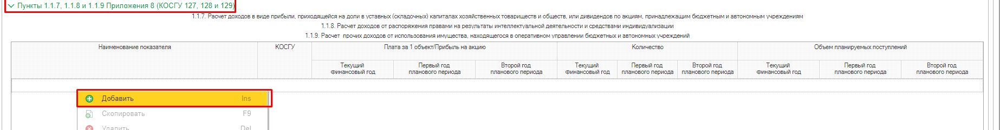 Пункты 1.1.7, 1.1.8 и 1.1.9 Приложения 8 (КОСГУ 127, 128 и 129)
1.1.7. Расчет доходов в виде прибыли, приходящейся на доли в уставных (складочных) капиталах хозяйственных товариществ и обществ, или дивидендов по акциям, принадлежащим бюджетным и автономным учреждениям
1.1.8. Расчет доходов от распоряжения правами на результаты интеллектуальной деятельности и средствами индивидуализации
1.1.9. Расчет прочих доходов от использования имущества, находящегося в оперативном управлении бюджетных и автономных учреждений
Наименование показателя КОСГУ Плата за 1 объект/Прибыль на акцию Количество Объем планируемых поступлений
Текущий Первый год Второй год Текущий Первый год Второй год Текущий Первый год Второй год
финансовый год планового периода планового периода финансовый год планового периода планового периода финансовый год планового периода планового периода
Добавить Ins
Скопировать F9
Удалить Del